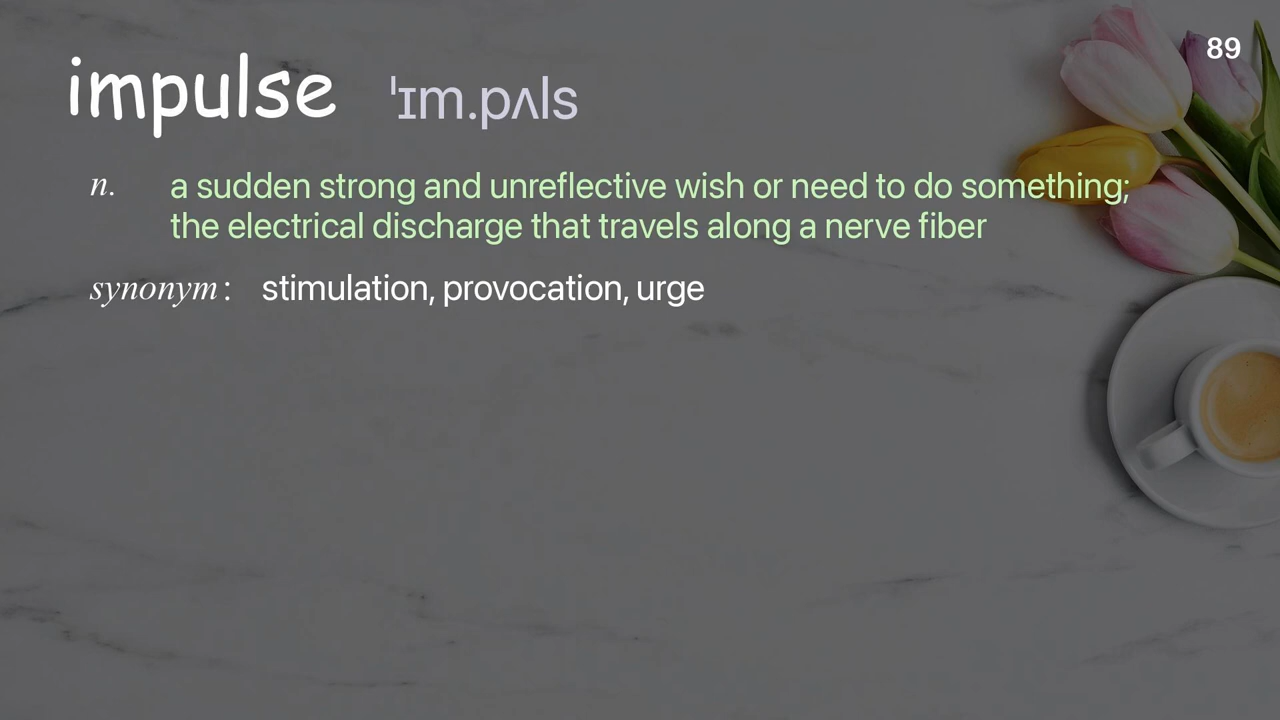 89
impulse ˈɪm.pʌls
n. a sudden strong and unreflective wish or need to do something;
the electrical discharge that travels along a nerve fiber
synonym: stimulation, provocation, urge